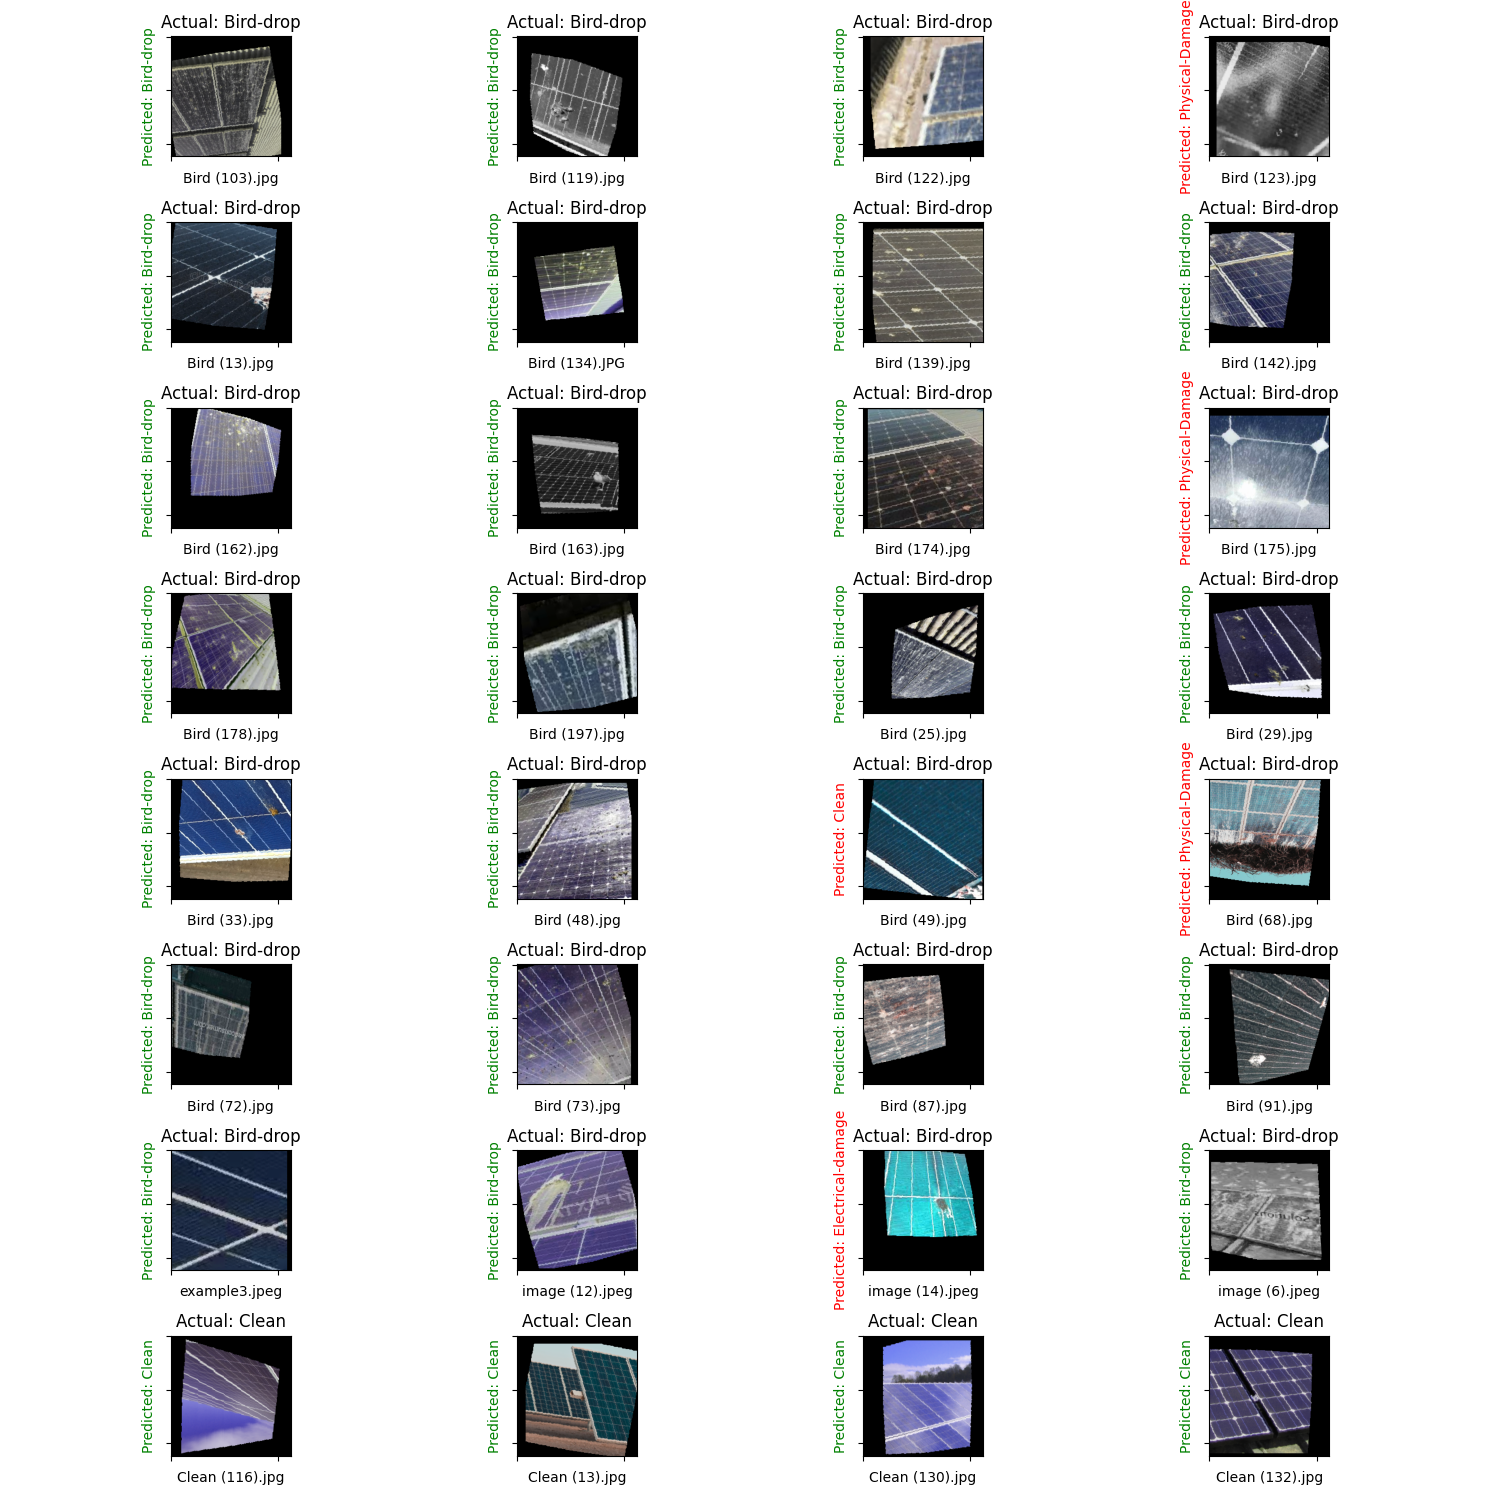 Actual: Bird-drop
Predicted: Bird-drop
Bird (103).jpg
Actual: Bird-drop
Predicted: Bird-drop
Bird (119).jpg
Actual: Bird-drop
Predicted: Bird-drop
Bird (122).jpg
Actual: Bird-drop
Predicted: Physical-Damage
Bird (123).jpg
Actual: Bird-drop
Predicted: Bird-drop
Bird (13).jpg
Actual: Bird-drop
Predicted: Bird-drop
Bird (134).JPG
Actual: Bird-drop
Predicted: Bird-drop
Bird (139).jpg
Actual: Bird-drop
Predicted: Bird-drop
Bird (142).jpg
Actual: Bird-drop
Predicted: Bird-drop
Bird (162).jpg
Actual: Bird-drop
Predicted: Bird-drop
Bird (163).jpg
Actual: Bird-drop
Predicted: Bird-drop
Bird (174).jpg
Actual: Bird-drop
Predicted: Physical-Damage
Bird (175).jpg
Actual: Bird-drop
Predicted: Bird-drop
Bird (178).jpg
Actual: Bird-drop
Predicted: Bird-drop
Bird (197).jpg
Actual: Bird-drop
Predicted: Bird-drop
Bird (25).jpg
Actual: Bird-drop
Predicted: Bird-drop
Bird (29).jpg
Actual: Bird-drop
Predicted: Bird-drop
Bird (33).jpg
Actual: Bird-drop
Predicted: Bird-drop
Bird (48).jpg
Actual: Bird-drop
Predicted: Clean
Bird (49).jpg
Actual: Bird-drop
Predicted: Physical-Damage
Bird (68).jpg
Actual: Bird-drop
Predicted: Bird-drop
Bird (72).jpg
Actual: Bird-drop
Predicted: Bird-drop
Bird (73).jpg
Actual: Bird-drop
Predicted: Bird-drop
Bird (87).jpg
Actual: Bird-drop
Predicted: Bird-drop
Bird (91).jpg
Actual: Bird-drop
Predicted: Bird-drop
example3.jpeg
Actual: Bird-drop
Predicted: Bird-drop
image (12).jpeg
Actual: Bird-drop
Predicted: Electrical-damage
image (14).jpeg
Actual: Bird-drop
Predicted: Bird-drop
image (6).jpeg
Actual: Clean
Predicted: Clean
Clean (116).jpg
Actual: Clean
Predicted: Clean
Clean (13).jpg
Actual: Clean
Predicted: Clean
Clean (130).jpg
Actual: Clean
Predicted: Clean
Clean (132).jpg